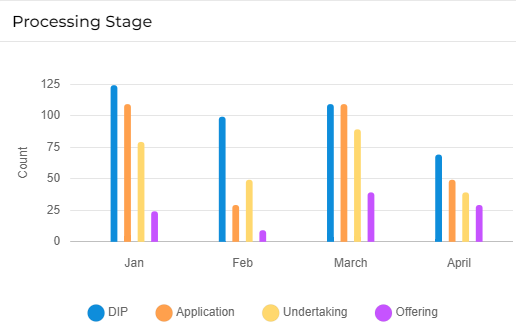 Processing Stage
125
100
75
50
25
0
Count
Jan Feb March April
DIP Application Undertaking Offering